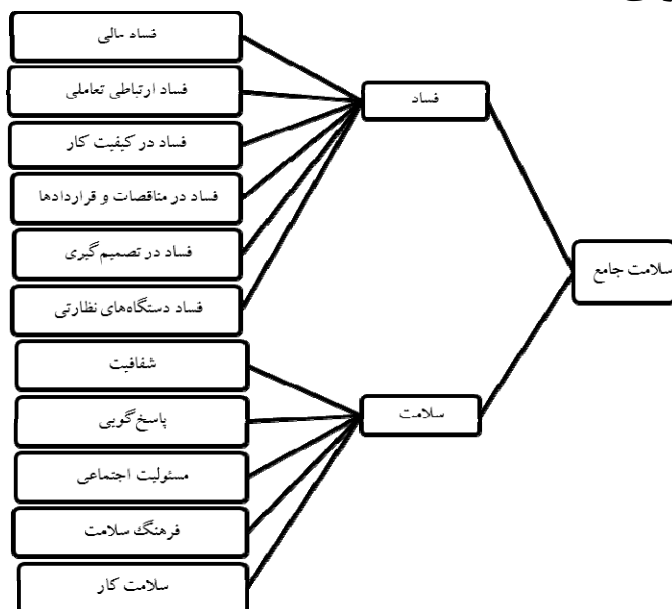 سلامت جامع
فساد
فساد مالی
فساد ارتباطی تعاملی
فساد در کیفیت کار
فساد در مناقصات و قراردادها
فساد در تصمیم‌گیری
فساد دستگاه‌های نظارتی
سلامت
شفافیت
پاسخ‌گویی
مسئولیت اجتماعی
فرهنگ سلامت
سلامت کار